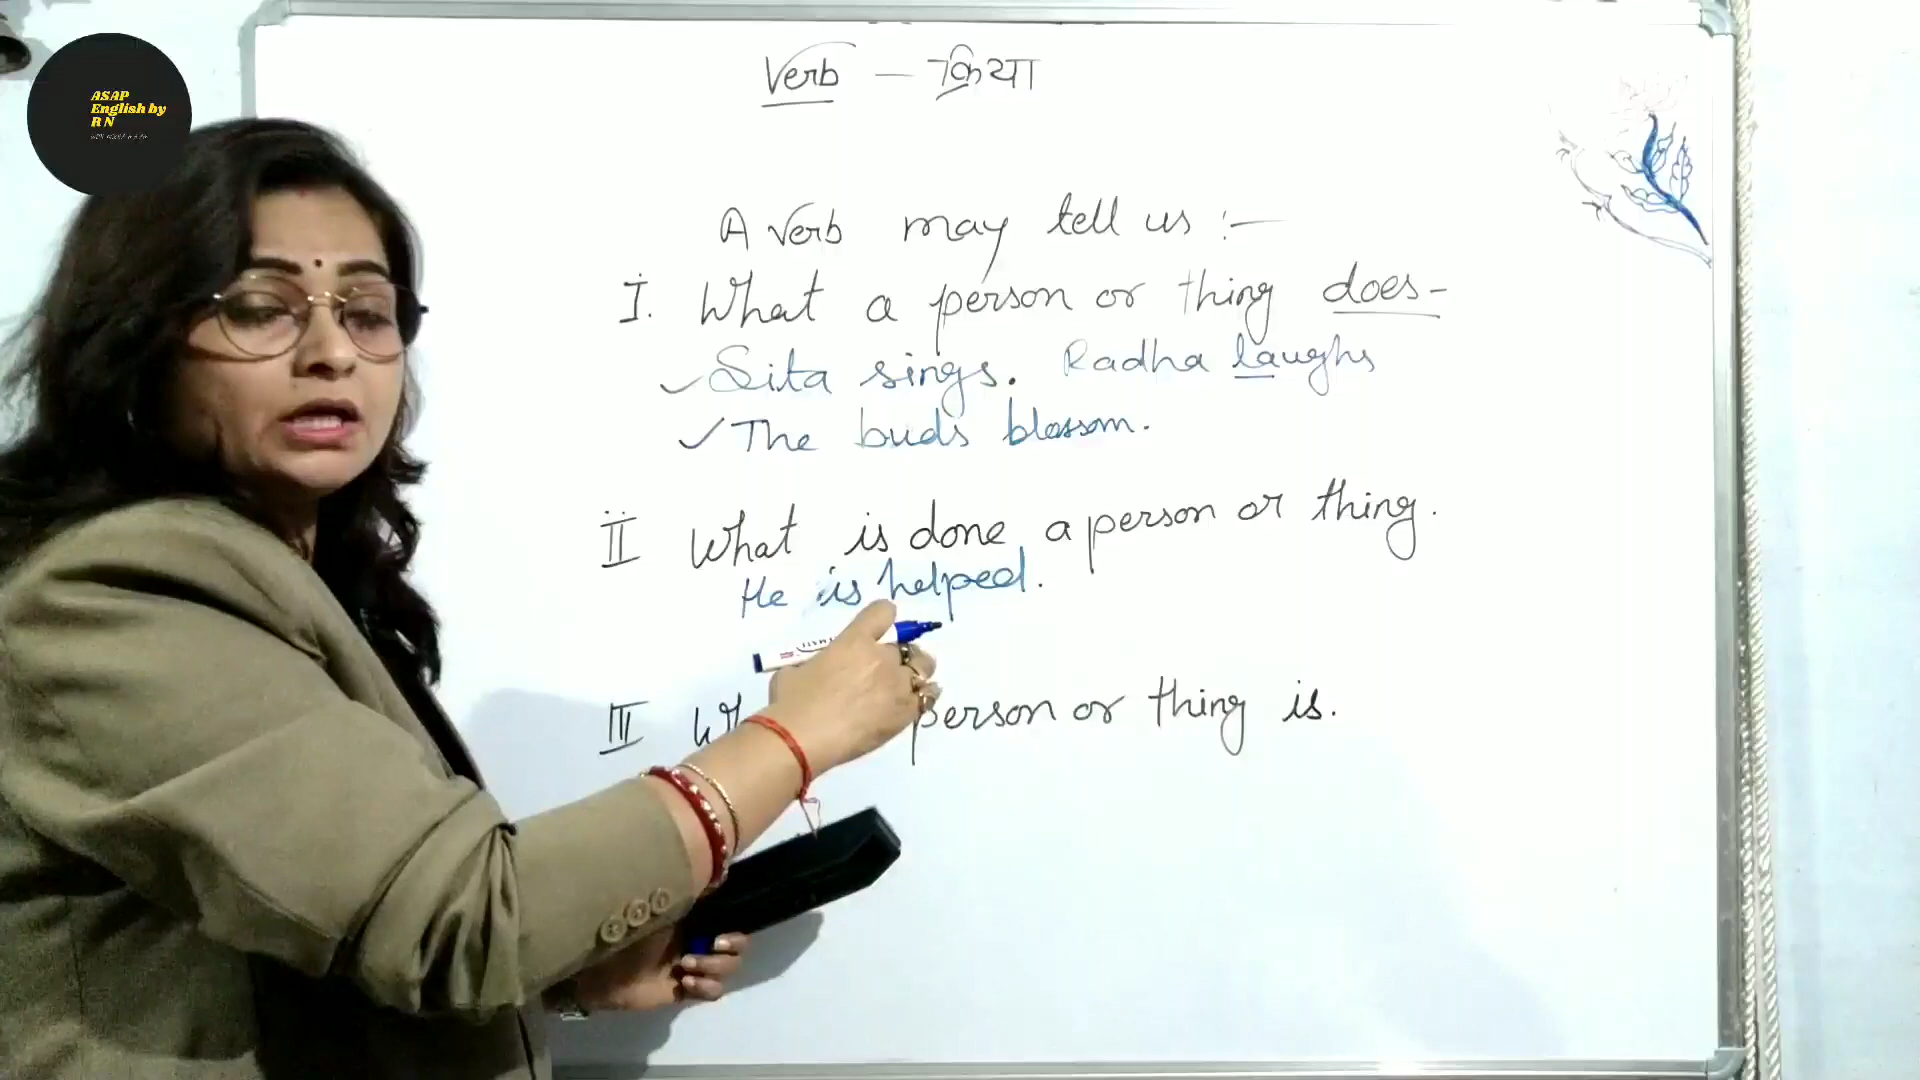 ASAP
English by
R N
Verb – क्रिया
A verb may tell us :–
I. What a person or thing does-
Sita sings. Radha laughs
The buds blossom.
II What is done a person or thing.
He is helped.
III person or thing is.